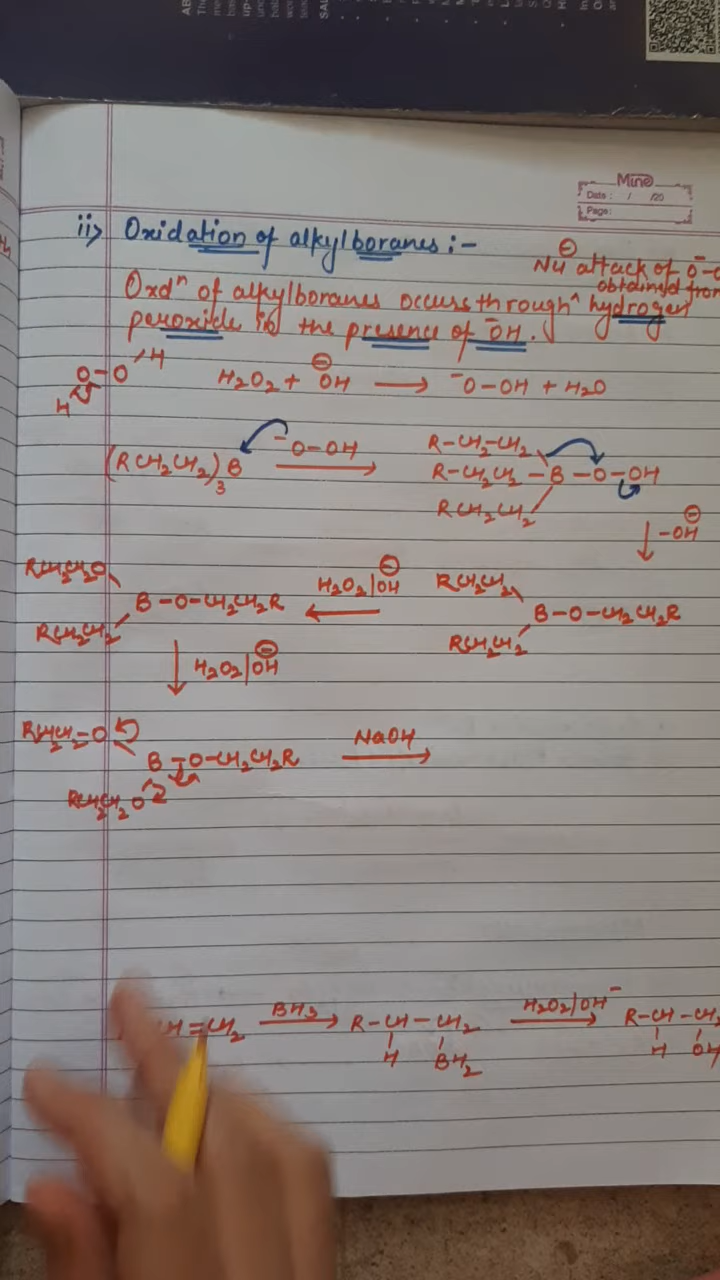 Mine
Date : / /20
Page:
ii> Oxidation of alkylboranes :-
Nu⊖ attack of ⁻O-O
obtained from
Oxdⁿ of alkylboranes occurs through ^ hydrogen
peroxide in the presence of ⁻OH.
O-O H
H
H₂O₂ + ⊖OH ⟶ ⁻O-OH + H₂O
(RCH₂CH₂)₃B ⁻O-OH ⟶
R-CH₂-CH₂
R-CH₂CH₂ -B -O-OH
RCH₂CH₂
↓ -OH⊖
RCH₂CH₂O
B-O-CH₂CH₂R
RCH₂CH₂
H₂O₂|OH⊖ ⟵
RCH₂CH₂
B-O-CH₂CH₂R
RCH₂CH₂
↓ H₂O₂|OH⊖
RCH₂CH₂-O
B-O-CH₂CH₂R NaOH ⟶
RCH₂CH₂O
H=CH₂ BH₃ ⟶ R-CH-CH₂ H₂O₂/OH⁻ ⟶ R-CH-CH₂
H BH₂ H OH